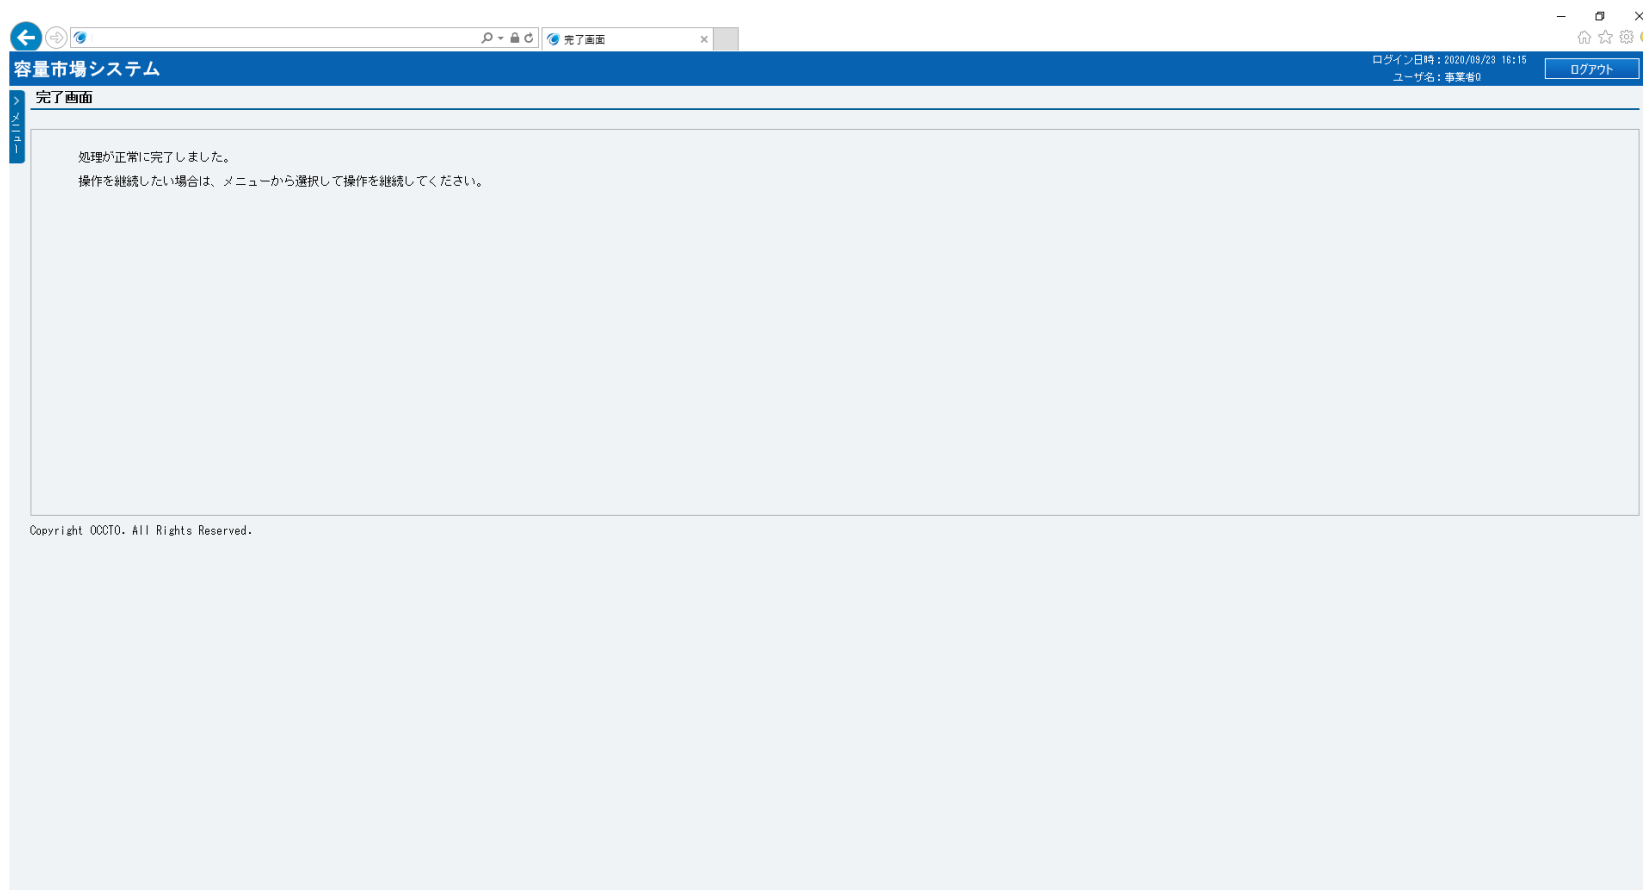 完了画面
容量市場システム
ログイン日時：2020/09/23 16:15
ユーザ名：事業者0
ログアウト
メニュー
完了画面
処理が正常に完了しました。
操作を継続したい場合は、メニューから選択して操作を継続してください。
Copyright OCCTO. All Rights Reserved.